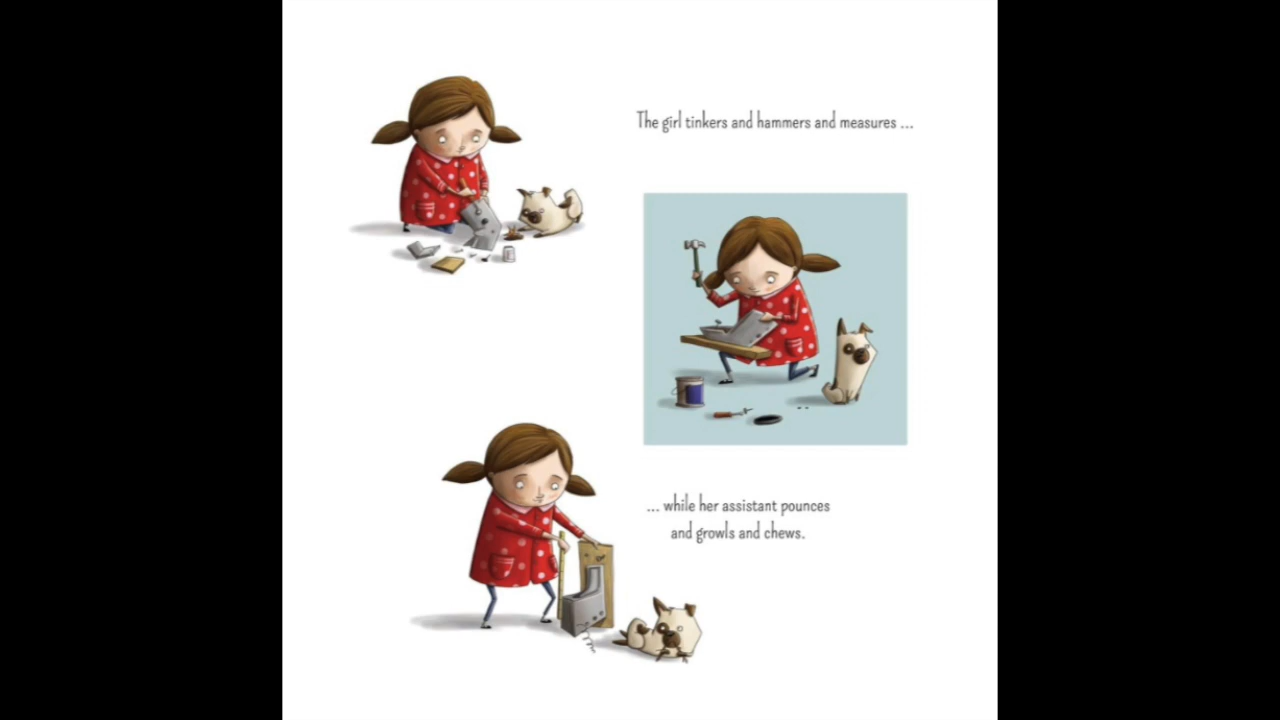 The girl tinkers and hammers and measures ...
... while her assistant pounces
and growls and chews.